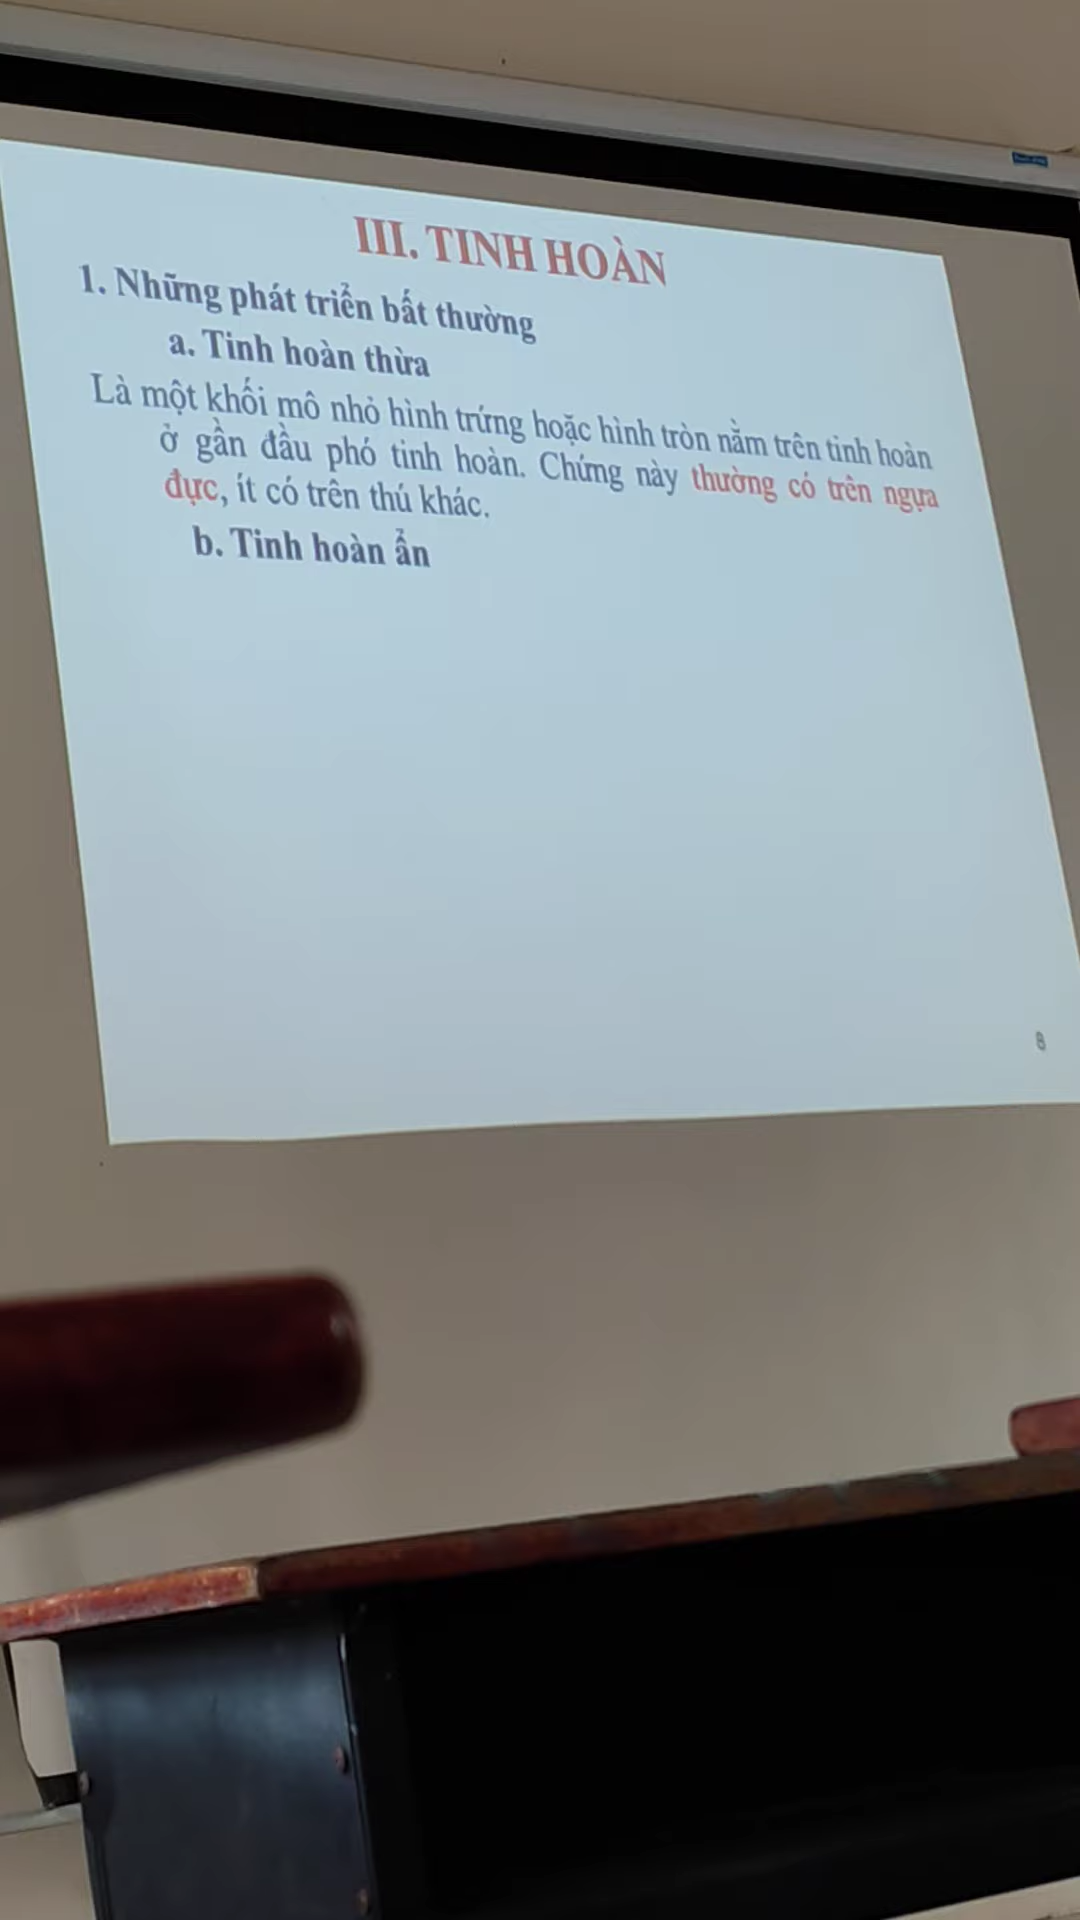 III. TINH HOÀN
1. Những phát triển bất thường
a. Tinh hoàn thừa
Là một khối mô nhỏ hình trứng hoặc hình tròn nằm trên tinh hoàn
ở gần đầu phó tinh hoàn. Chứng này thường có trên ngựa
đực, ít có trên thú khác.
b. Tinh hoàn ẩn
8